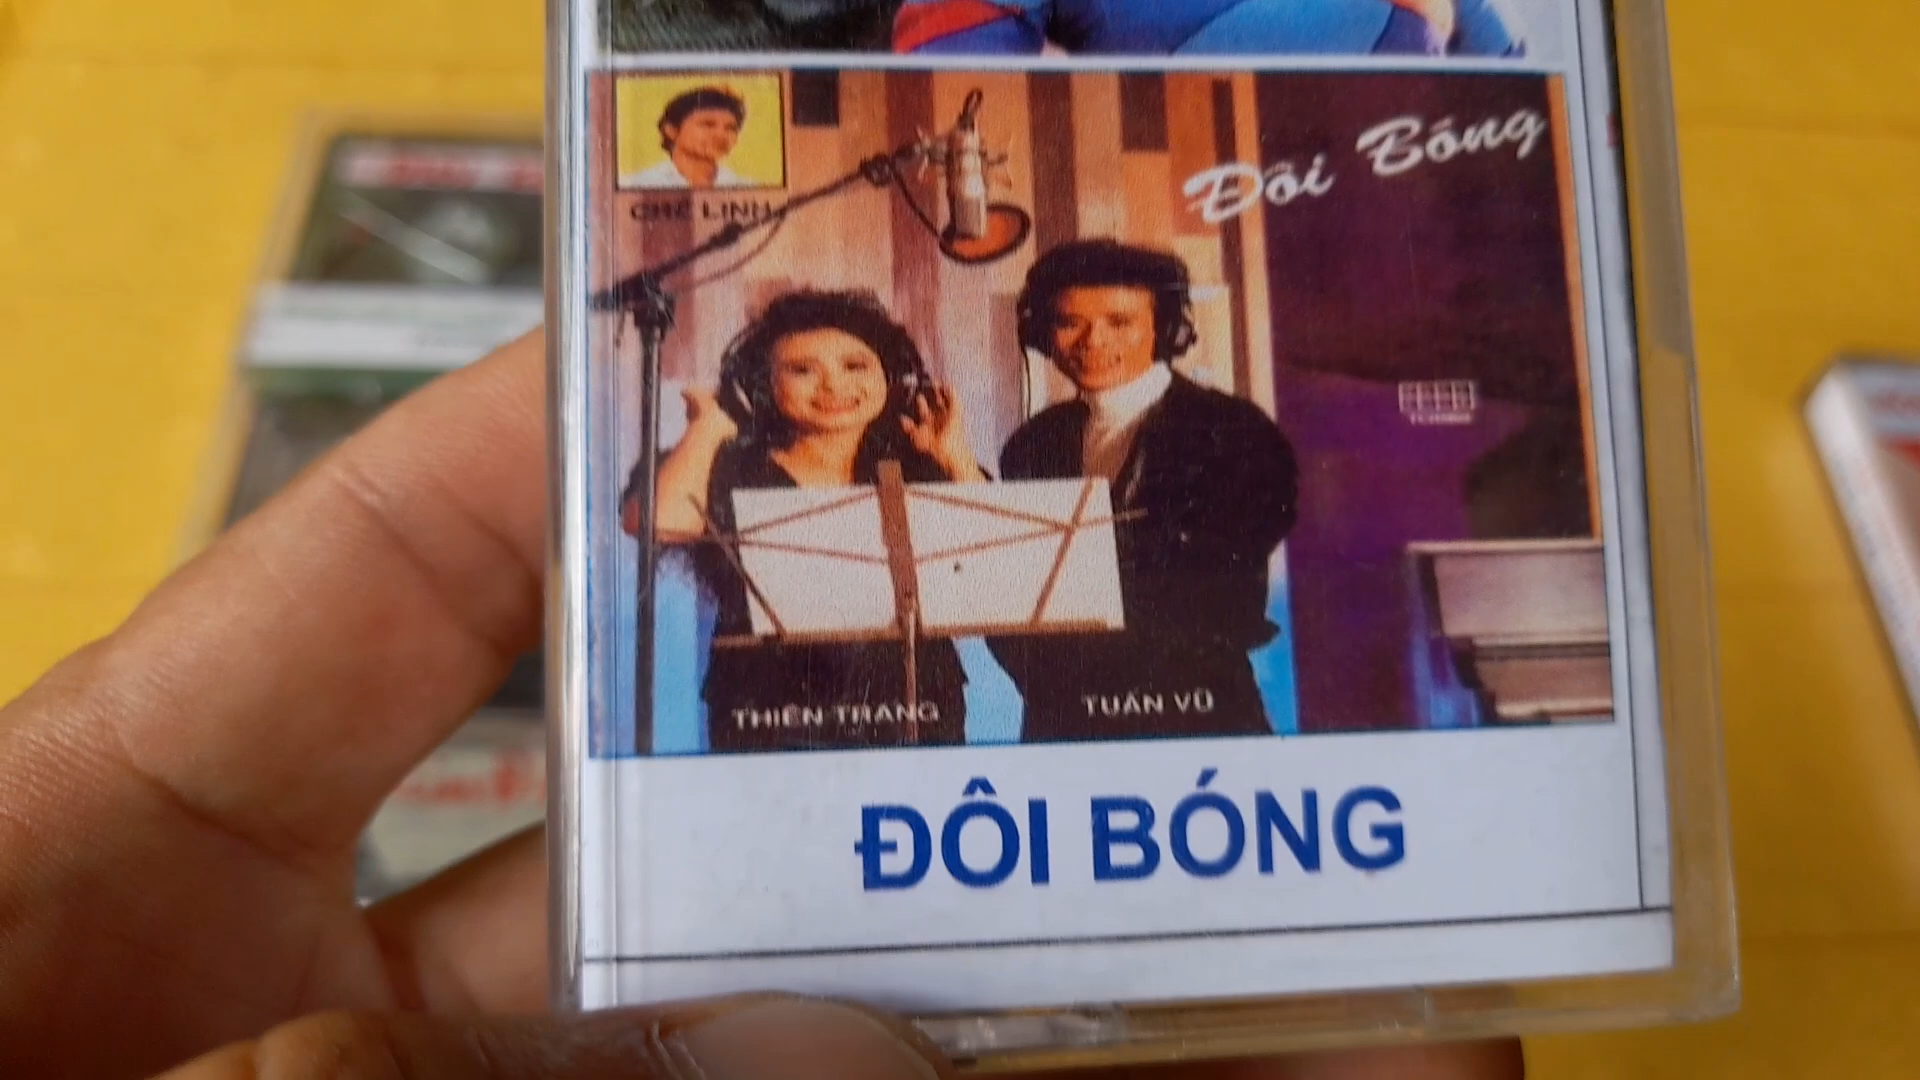 Đôi Bóng
CHẾ LINH
THIÊN TRANG
TUẤN VŨ
ĐÔI BÓNG